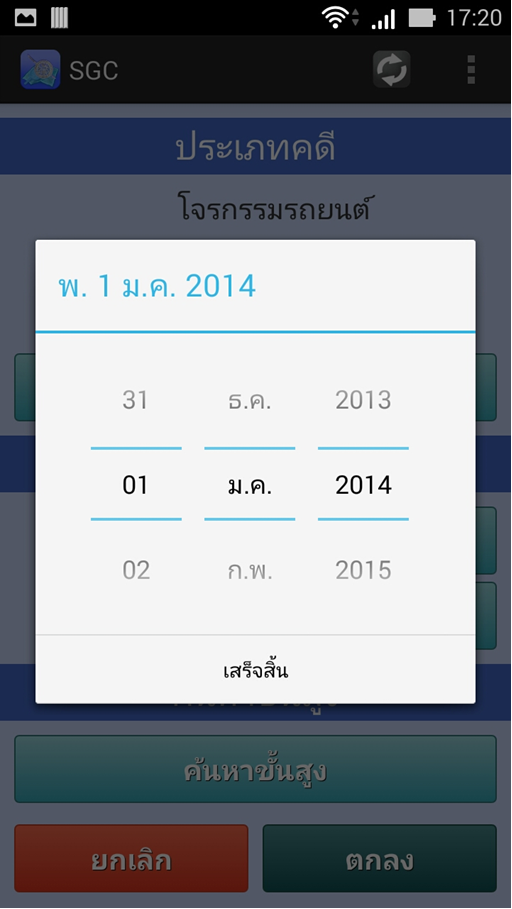 17:20
SGC
ประเภทคดี
โจรกรรมรถยนต์
พ. 1 ม.ค. 2014
31 ธ.ค. 2013
01 ม.ค. 2014
02 ก.พ. 2015
เสร็จสิ้น
ค้นหาขั้นสูง
ยกเลิก ตกลง